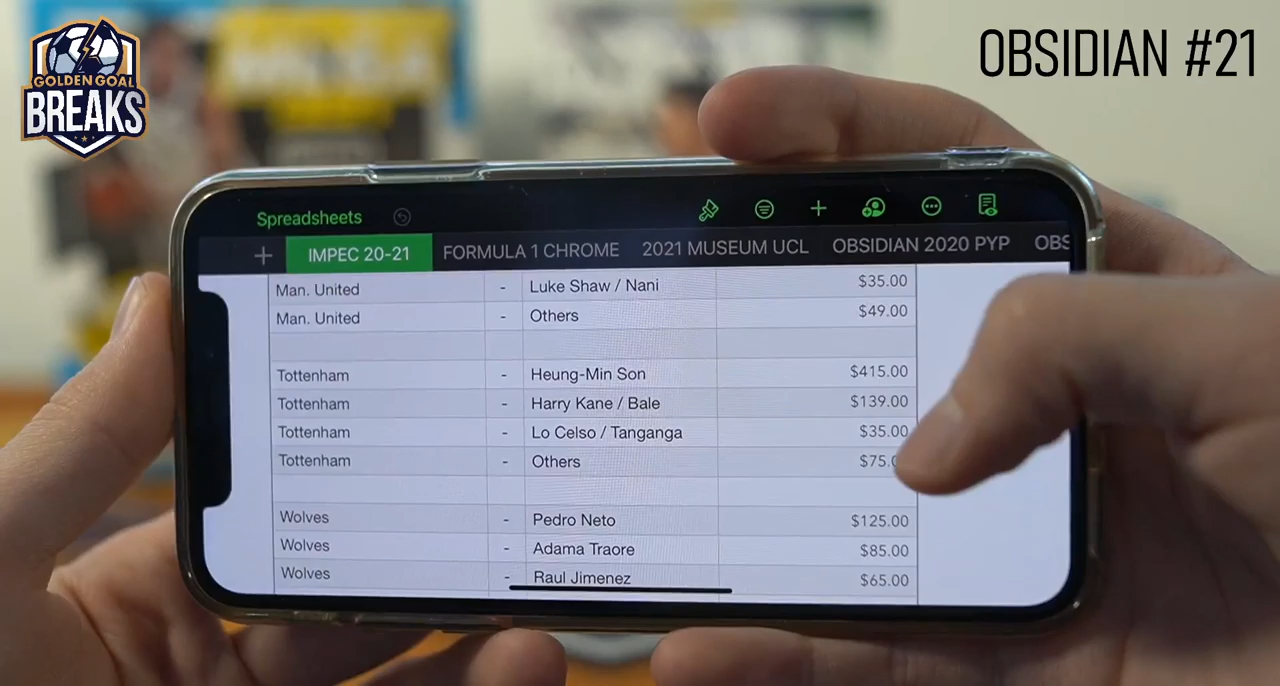 GOLDEN GOAL
BREAKS
OBSIDIAN #21
Spreadsheets
IMPEC 20-21 FORMULA 1 CHROME 2021 MUSEUM UCL OBSIDIAN 2020 PYP OBS
Man. United - Luke Shaw / Nani $35.00
Man. United - Others $49.00
Tottenham - Heung-Min Son $415.00
Tottenham - Harry Kane / Bale $139.00
Tottenham - Lo Celso / Tanganga $35.00
Tottenham - Others $75.0
Wolves - Pedro Neto $125.00
Wolves - Adama Traore $85.00
Wolves - Raul Jimenez $65.00